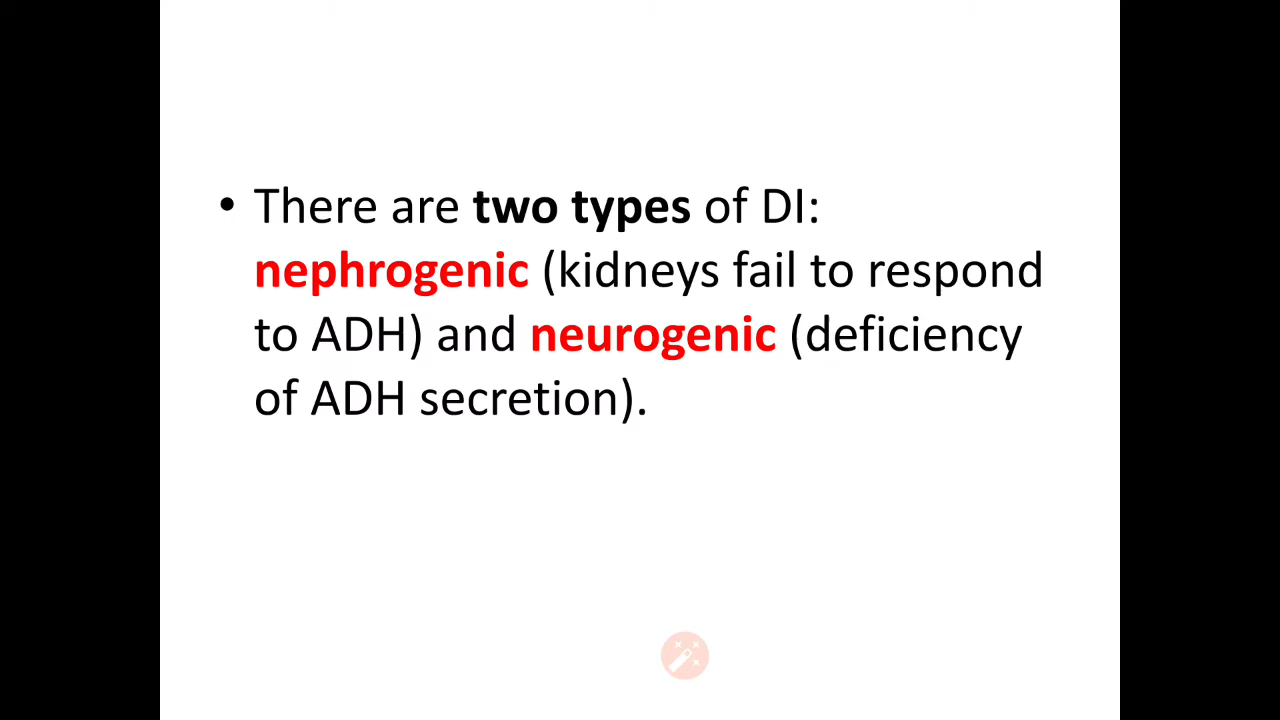 • There are two types of DI:
nephrogenic (kidneys fail to respond
to ADH) and neurogenic (deficiency
of ADH secretion).